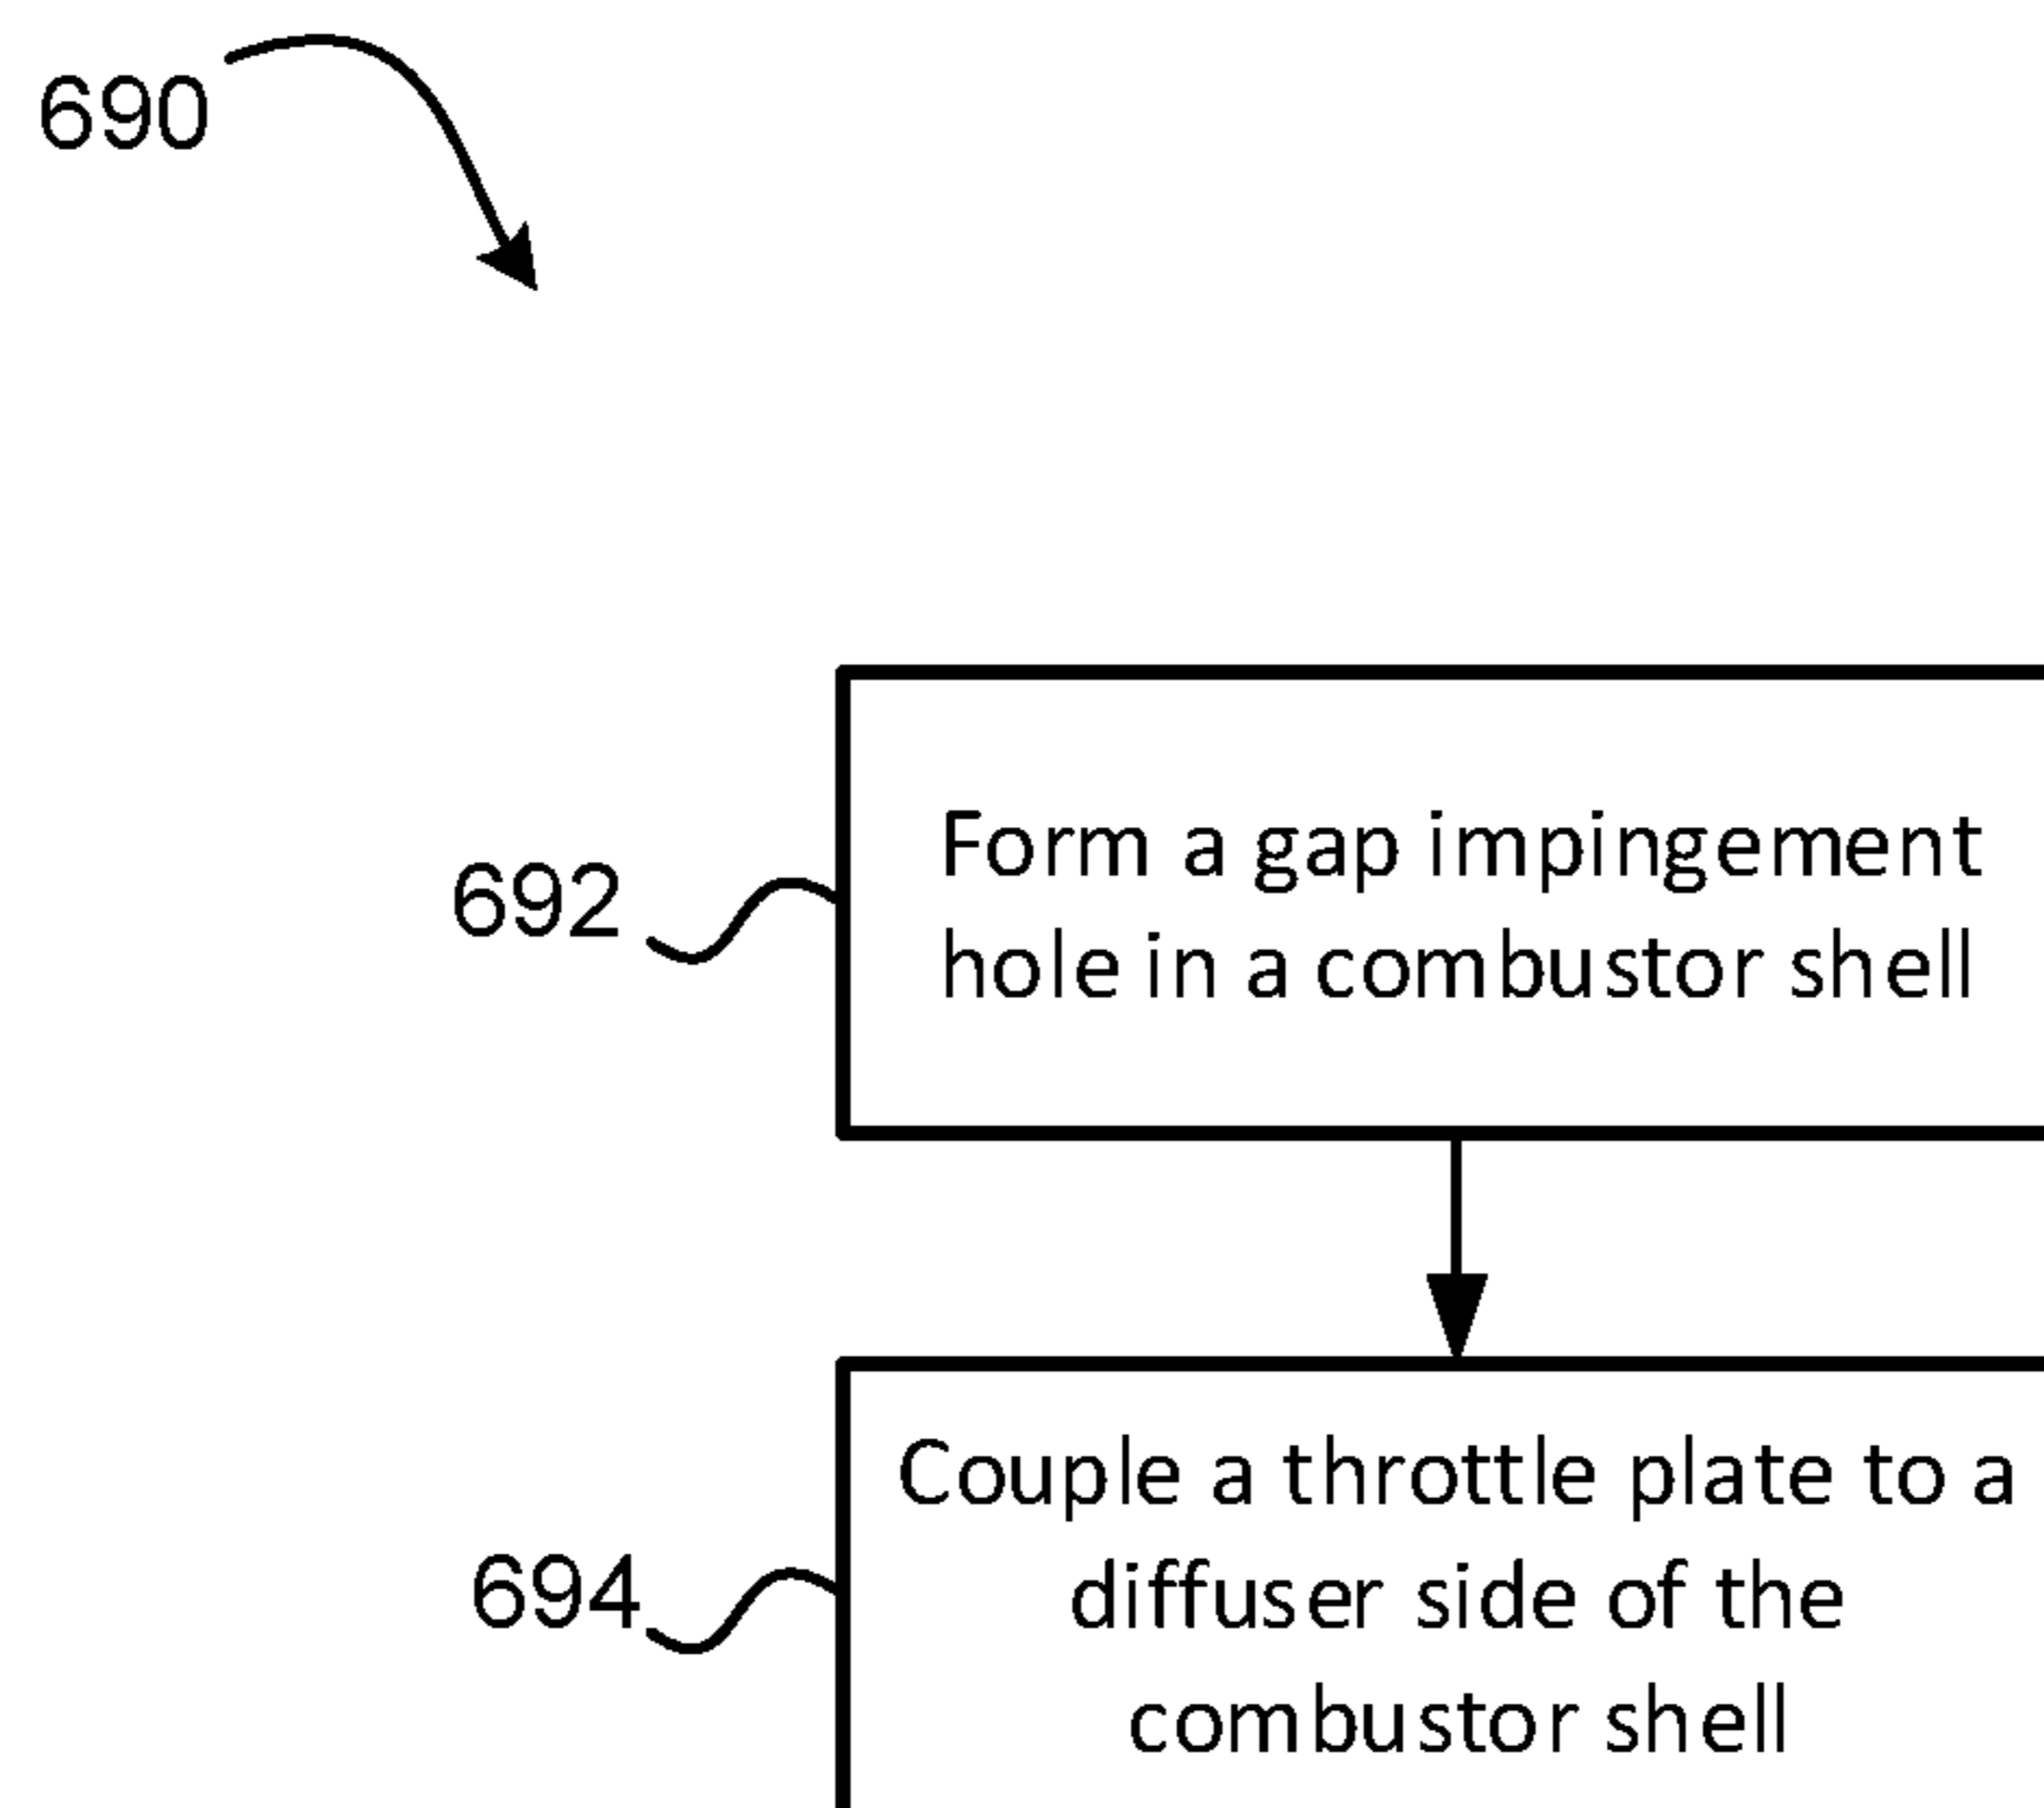 690
692
Form a gap impingement
hole in a combustor shell
694
Couple a throttle plate to a
diffuser side of the
combustor shell